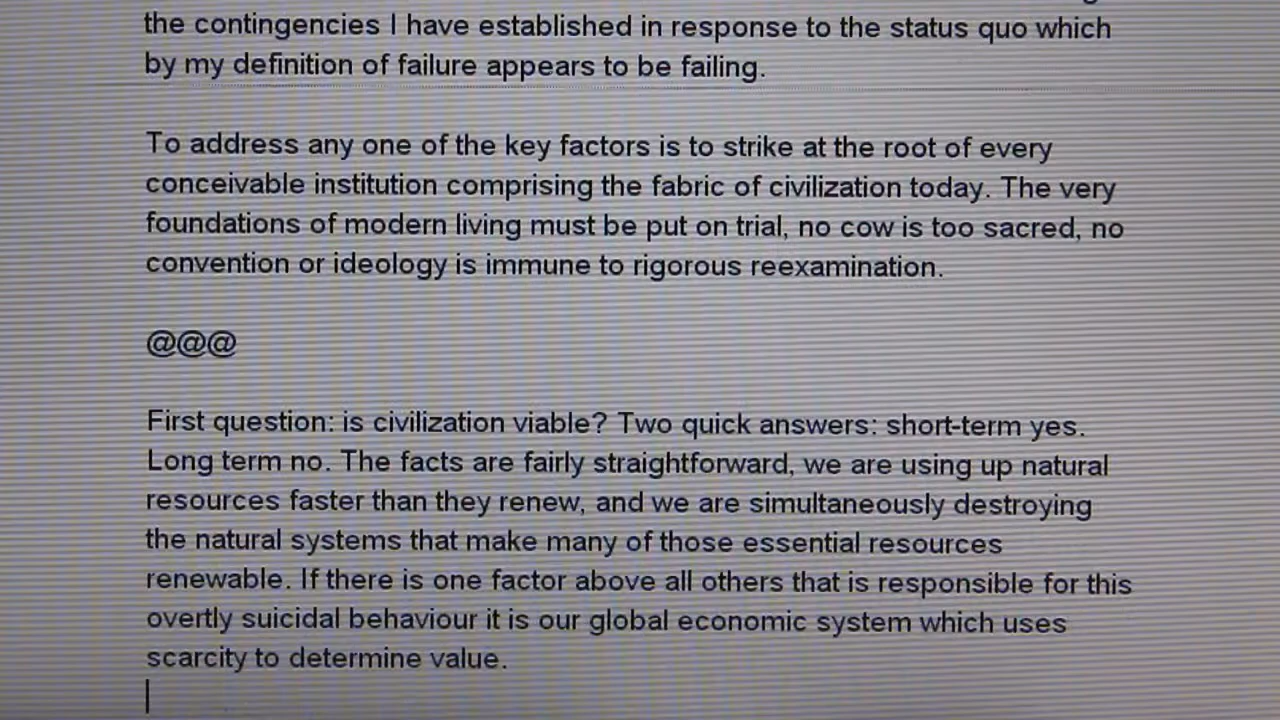 the contingencies I have established in response to the status quo which
by my definition of failure appears to be failing.
To address any one of the key factors is to strike at the root of every
conceivable institution comprising the fabric of civilization today. The very
foundations of modern living must be put on trial, no cow is too sacred, no
convention or ideology is immune to rigorous reexamination.
@@@
First question: is civilization viable? Two quick answers: short-term yes.
Long term no. The facts are fairly straightforward, we are using up natural
resources faster than they renew, and we are simultaneously destroying
the natural systems that make many of those essential resources
renewable. If there is one factor above all others that is responsible for this
overtly suicidal behaviour it is our global economic system which uses
scarcity to determine value.